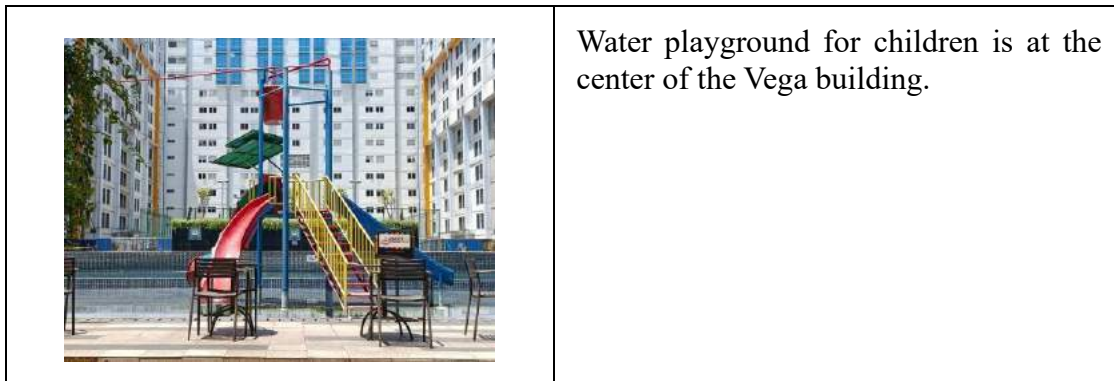 Water playground for children is at the
center of the Vega building.